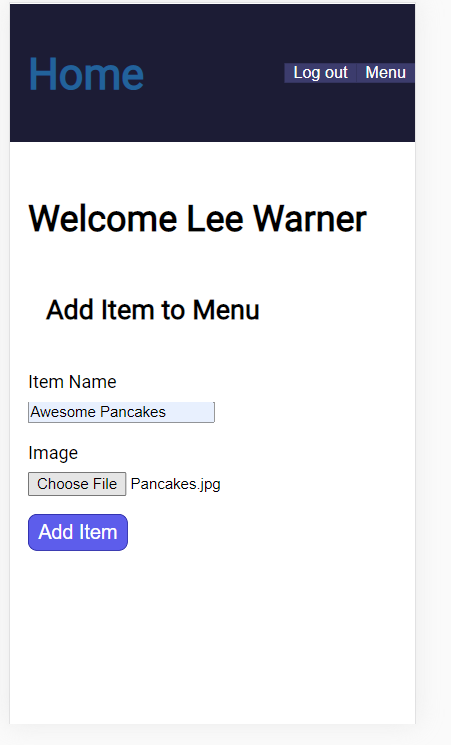 Home
Log out Menu
Welcome Lee Warner
Add Item to Menu
Item Name
Awesome Pancakes
Image
Choose File Pancakes.jpg
Add Item